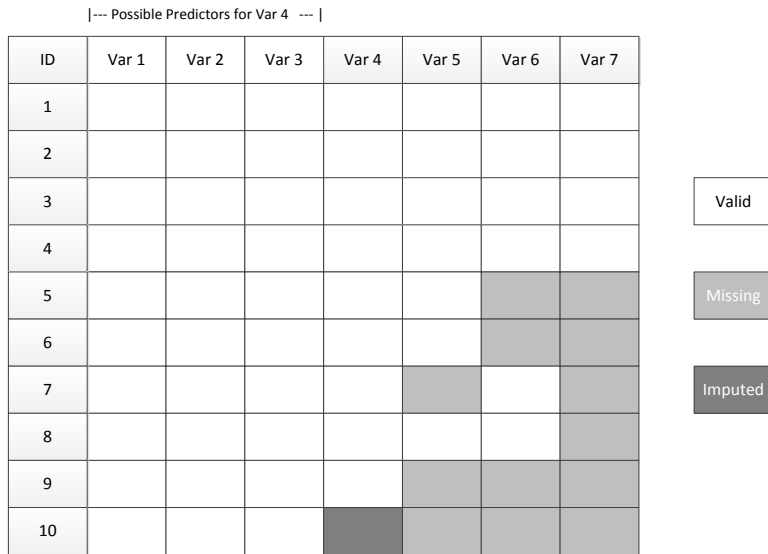 |--- Possible Predictors for Var 4 --- |
ID Var 1 Var 2 Var 3 Var 4 Var 5 Var 6 Var 7
1
2
3
Valid
4
5
Missing
6
7
Imputed
8
9
10